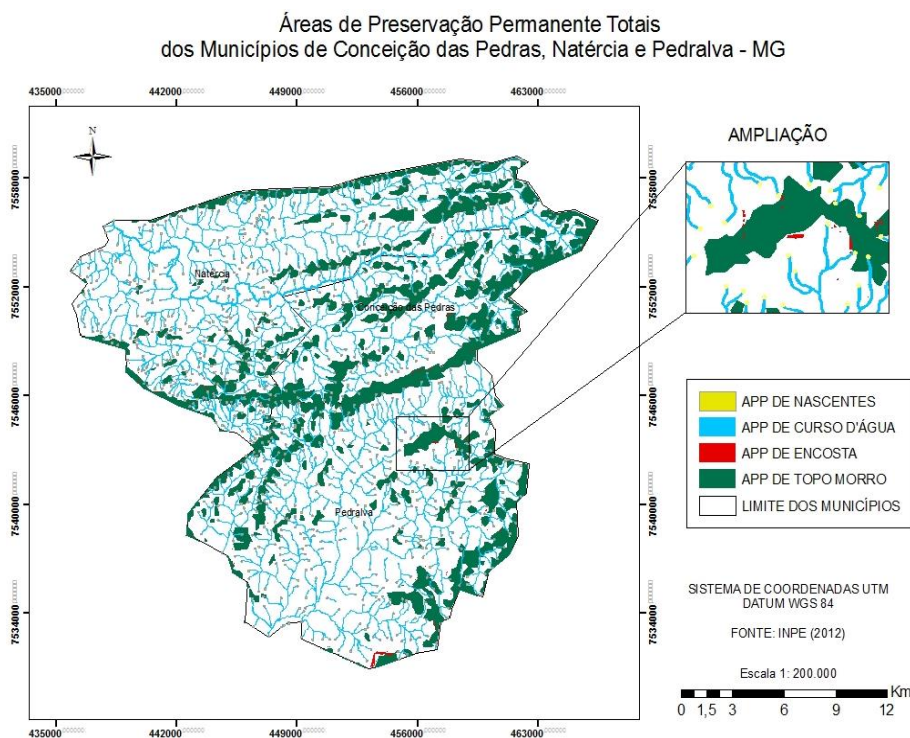 Áreas de Preservação Permanente Totais
dos Municípios de Conceição das Pedras, Natércia e Pedralva - MG
435000 442000 449000 456000 463000
N
AMPLIAÇÃO
7558000 7558000
Natércia
7552000 7552000
Conceição das Pedras
7546000 7546000
APP DE NASCENTES
APP DE CURSO D'ÁGUA
APP DE ENCOSTA
APP DE TOPO MORRO
LIMITE DOS MUNICÍPIOS
7540000 7540000
Pedralva
SISTEMA DE COORDENADAS UTM
DATUM WGS 84
FONTE: INPE (2012)
7534000 7534000
Escala 1: 200.000
Km
0 1,5 3 6 9 12
435000 442000 449000 456000 463000